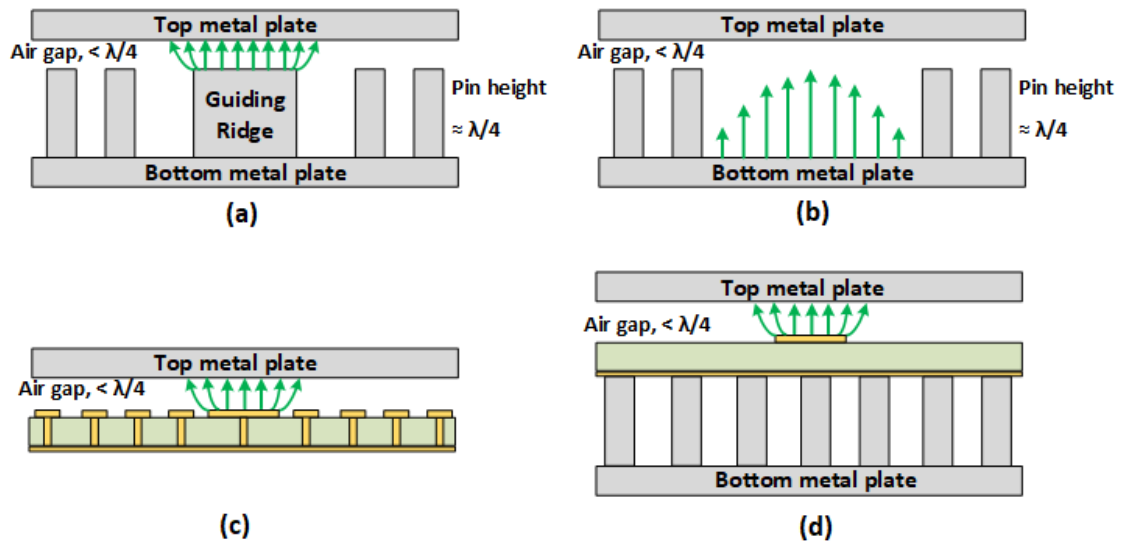 Top metal plate
Air gap, < λ/4
Guiding
Ridge
Pin height
≈ λ/4
Bottom metal plate
(a)
Top metal plate
Air gap, < λ/4
Pin height
≈ λ/4
Bottom metal plate
(b)
Top metal plate
Air gap, < λ/4
(c)
Top metal plate
Air gap, < λ/4
Bottom metal plate
(d)